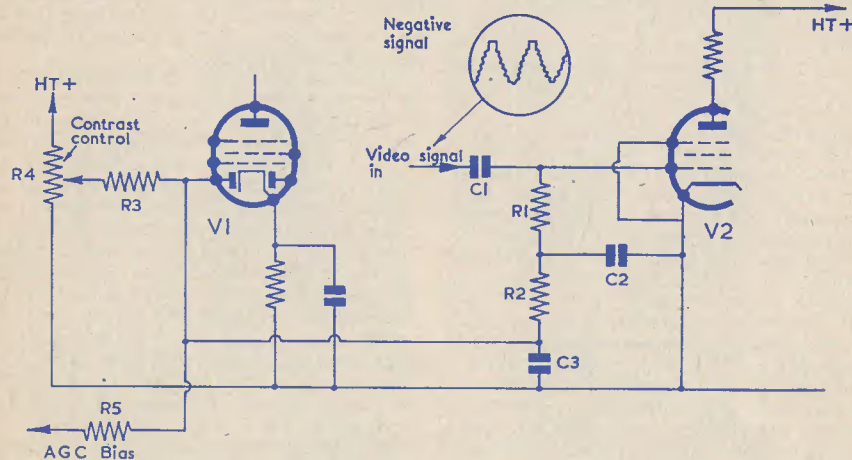 HT+
Contrast
control
R4
R3
V1
Negative
signal
Video signal
in
C1
R1
R2
C2
C3
V2
HT+
R5
AGC Bias